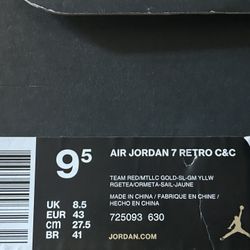 9.5
AIR JORDAN 7 RETRO C&C
TEAM RED/MTLLC GOLD-SL-GM YLLW
RGETEA/ORMETA-SAIL-JAUNE
MADE IN CHINA / FABRIQUE EN CHINE /
HECHO EN CHINA
UK 8.5
EUR 43
cm 27.5
BR 41
725093 630
JORDAN.COM